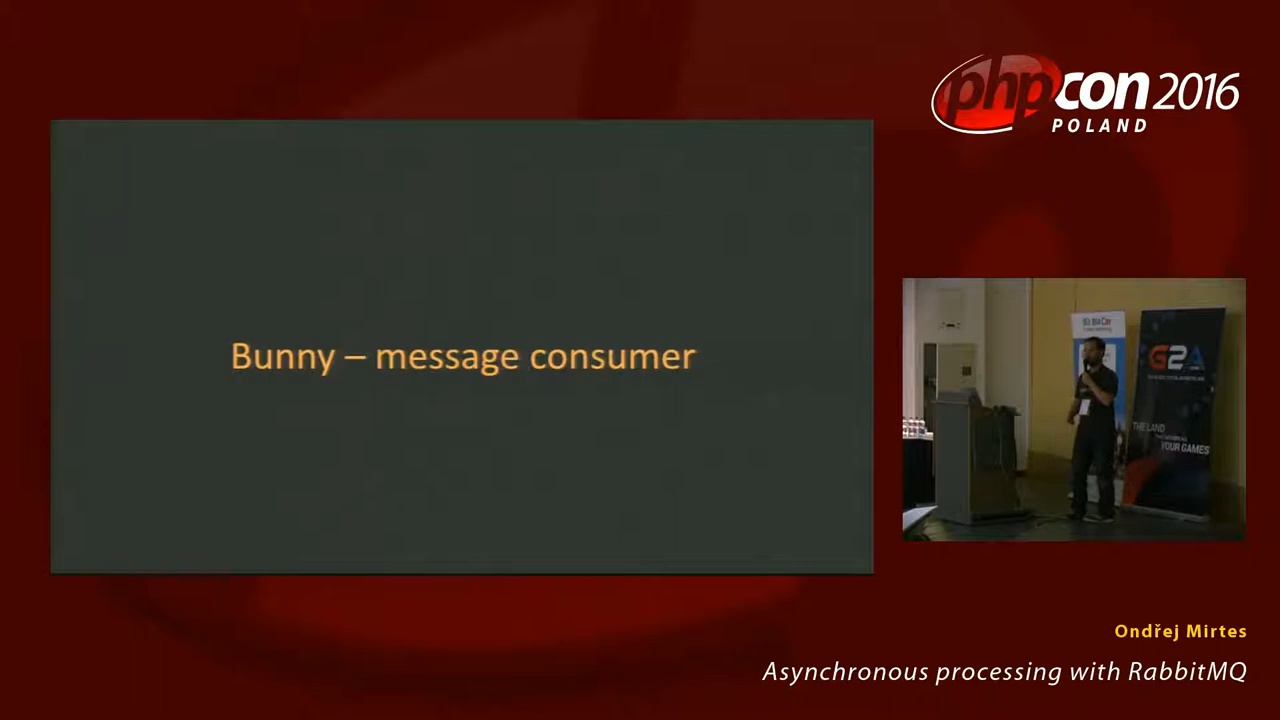 phpcon 2016
POLAND
Bunny – message consumer
G2A
THE LAND
YOUR GAMES
Ondřej Mirtes
Asynchronous processing with RabbitMQ